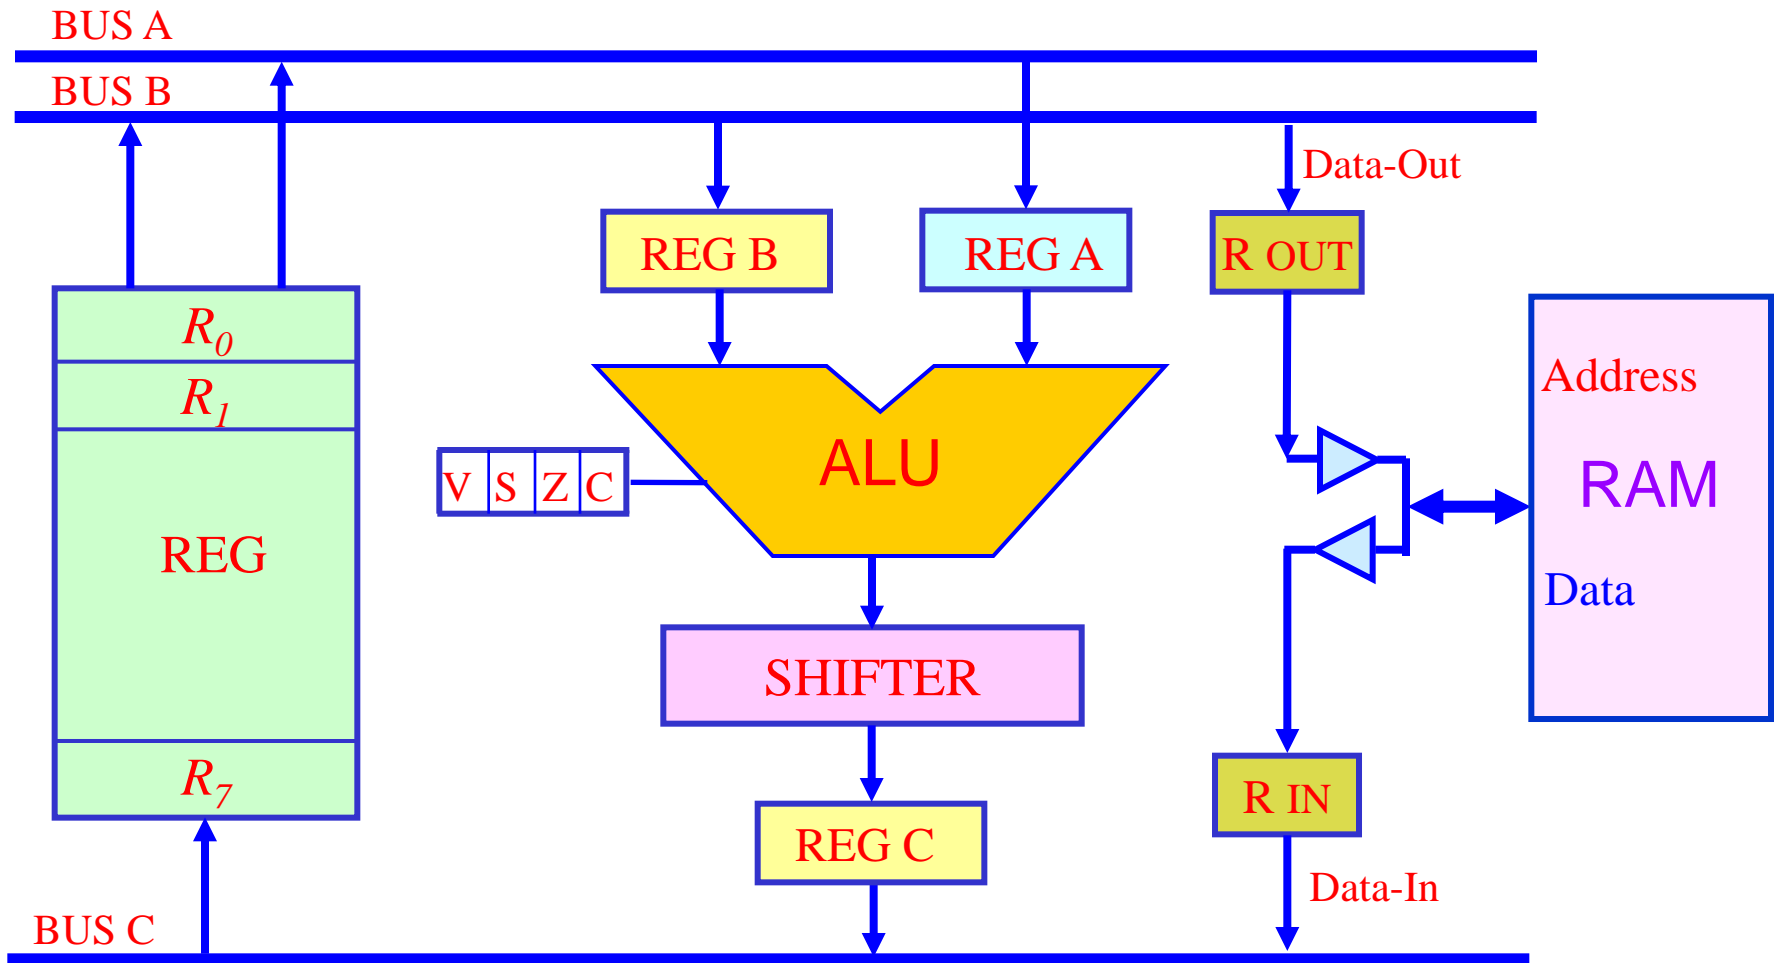 BUS A
BUS B
Data-Out
REG B
REG A
R OUT
R0
R1
Address
ALU
RAM
V S Z C
REG
Data
SHIFTER
R7
R IN
REG C
Data-In
BUS C